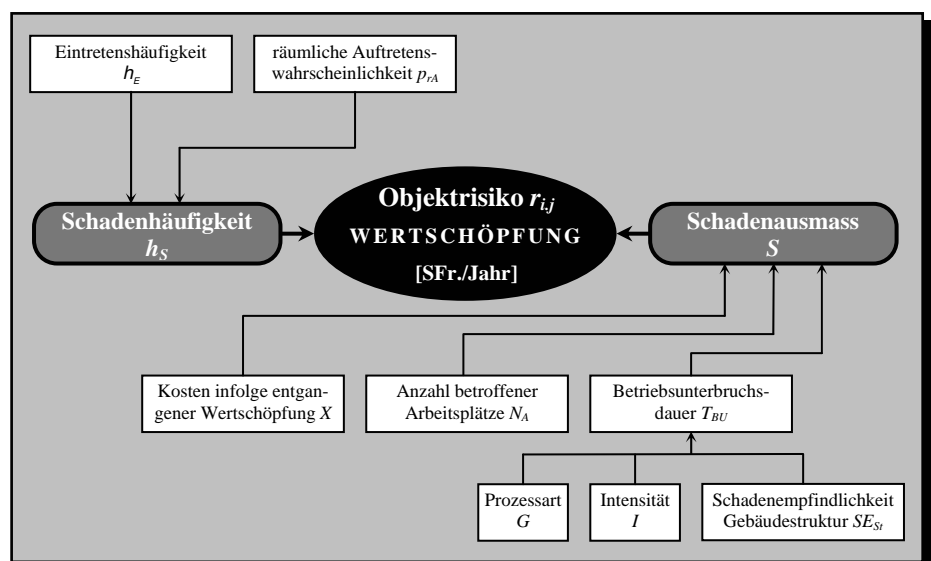 Eintretenshäufigkeit
h_E
räumliche Auftretens-
wahrscheinlichkeit p_rA
Schadenhäufigkeit
h_S
Objektrisiko r_i,j
WERTSCHÖPFUNG
[SFr./Jahr]
Schadenausmass
S
Kosten infolge entgan-
gener Wertschöpfung X
Anzahl betroffener
Arbeitsplätze N_A
Betriebsunterbruchs-
dauer T_BU
Prozessart
G
Intensität
I
Schadenempfindlichkeit
Gebäudestruktur SE_St